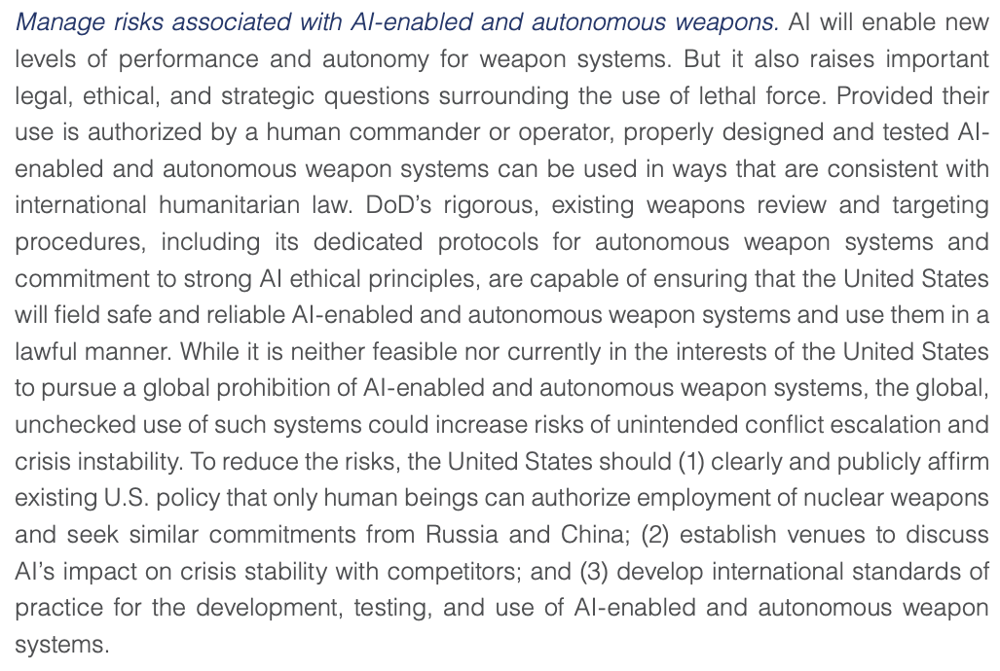 Manage risks associated with AI-enabled and autonomous weapons. AI will enable new
levels of performance and autonomy for weapon systems. But it also raises important
legal, ethical, and strategic questions surrounding the use of lethal force. Provided their
use is authorized by a human commander or operator, properly designed and tested AI-
enabled and autonomous weapon systems can be used in ways that are consistent with
international humanitarian law. DoD’s rigorous, existing weapons review and targeting
procedures, including its dedicated protocols for autonomous weapon systems and
commitment to strong AI ethical principles, are capable of ensuring that the United States
will field safe and reliable AI-enabled and autonomous weapon systems and use them in a
lawful manner. While it is neither feasible nor currently in the interests of the United States
to pursue a global prohibition of AI-enabled and autonomous weapon systems, the global,
unchecked use of such systems could increase risks of unintended conflict escalation and
crisis instability. To reduce the risks, the United States should (1) clearly and publicly affirm
existing U.S. policy that only human beings can authorize employment of nuclear weapons
and seek similar commitments from Russia and China; (2) establish venues to discuss
AI’s impact on crisis stability with competitors; and (3) develop international standards of
practice for the development, testing, and use of AI-enabled and autonomous weapon
systems.